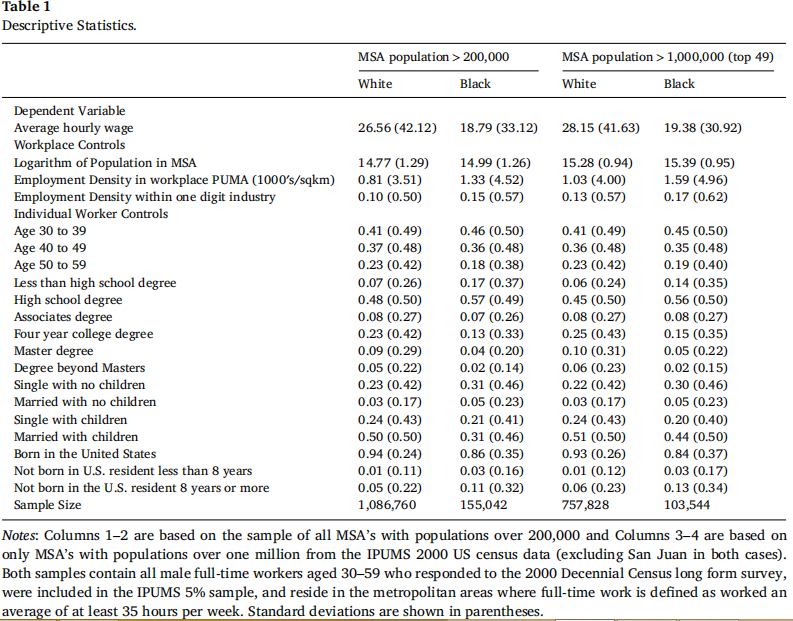 Table 1
Descriptive Statistics.
MSA population > 200,000 MSA population > 1,000,000 (top 49)
White Black White Black
Dependent Variable
Average hourly wage 26.56 (42.12) 18.79 (33.12) 28.15 (41.63) 19.38 (30.92)
Workplace Controls
Logarithm of Population in MSA 14.77 (1.29) 14.99 (1.26) 15.28 (0.94) 15.39 (0.95)
Employment Density in workplace PUMA (1000's/sqkm) 0.81 (3.51) 1.33 (4.52) 1.03 (4.00) 1.59 (4.96)
Employment Density within one digit industry 0.10 (0.50) 0.15 (0.57) 0.13 (0.57) 0.17 (0.62)
Individual Worker Controls
Age 30 to 39 0.41 (0.49) 0.46 (0.50) 0.41 (0.49) 0.45 (0.50)
Age 40 to 49 0.37 (0.48) 0.36 (0.48) 0.36 (0.48) 0.35 (0.48)
Age 50 to 59 0.23 (0.42) 0.18 (0.38) 0.23 (0.42) 0.19 (0.40)
Less than high school degree 0.07 (0.26) 0.17 (0.37) 0.06 (0.24) 0.14 (0.35)
High school degree 0.48 (0.50) 0.57 (0.49) 0.45 (0.50) 0.56 (0.50)
Associates degree 0.08 (0.27) 0.07 (0.26) 0.08 (0.27) 0.08 (0.27)
Four year college degree 0.23 (0.42) 0.13 (0.33) 0.25 (0.43) 0.15 (0.35)
Master degree 0.09 (0.29) 0.04 (0.20) 0.10 (0.31) 0.05 (0.22)
Degree beyond Masters 0.05 (0.22) 0.02 (0.14) 0.06 (0.23) 0.02 (0.15)
Single with no children 0.23 (0.42) 0.31 (0.46) 0.22 (0.42) 0.30 (0.46)
Married with no children 0.03 (0.17) 0.05 (0.23) 0.03 (0.17) 0.05 (0.23)
Single with children 0.24 (0.43) 0.21 (0.41) 0.24 (0.43) 0.20 (0.40)
Married with children 0.50 (0.50) 0.31 (0.46) 0.51 (0.50) 0.44 (0.50)
Born in the United States 0.94 (0.24) 0.86 (0.35) 0.93 (0.26) 0.84 (0.37)
Not born in U.S. resident less than 8 years 0.01 (0.11) 0.03 (0.16) 0.01 (0.12) 0.03 (0.17)
Not born in the U.S. resident 8 years or more 0.05 (0.22) 0.11 (0.32) 0.06 (0.23) 0.13 (0.34)
Sample Size 1,086,760 155,042 757,828 103,544
Notes: Columns 1–2 are based on the sample of all MSA's with populations over 200,000 and Columns 3–4 are based on
only MSA's with populations over one million from the IPUMS 2000 US census data (excluding San Juan in both cases).
Both samples contain all male full-time workers aged 30–59 who responded to the 2000 Decennial Census long form survey,
were included in the IPUMS 5% sample, and reside in the metropolitan areas where full-time work is defined as worked an
average of at least 35 hours per week. Standard deviations are shown in parentheses.